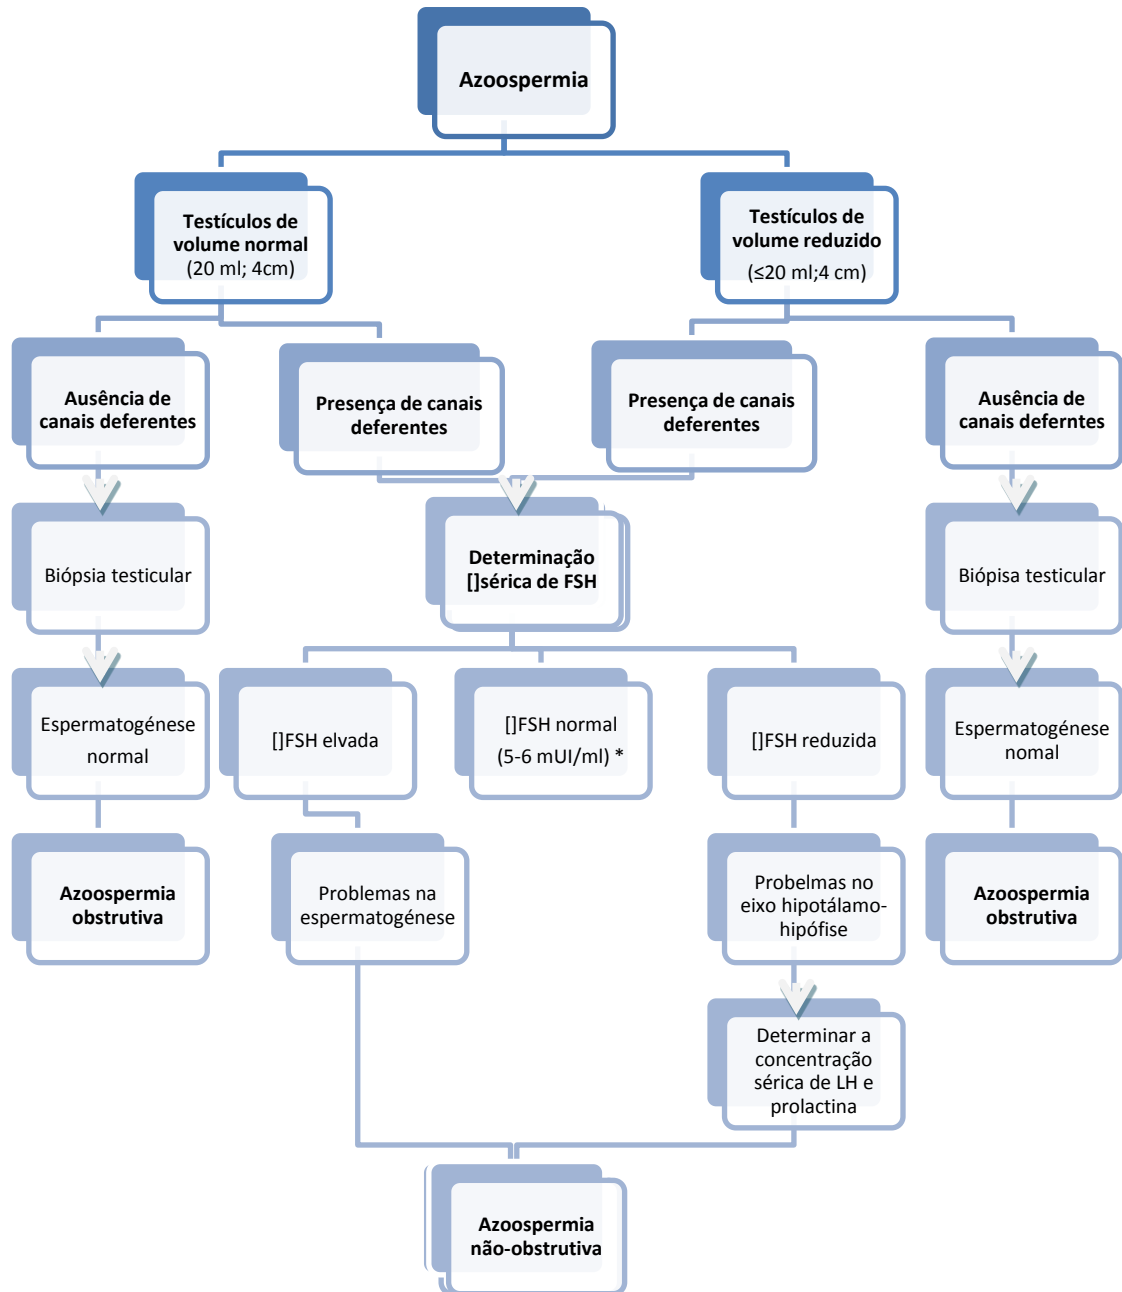 Azoospermia
Testículos de
volume normal
(20 ml; 4cm)
Testículos de
volume reduzido
(≤20 ml;4 cm)
Ausência de
canais deferentes
Presença de canais
deferentes
Presença de canais
deferentes
Ausência de
canais deferntes
Biópsia testicular
Determinação
[]sérica de FSH
Biópisa testicular
Espermatogénese
normal
[]FSH elvada
[]FSH normal
(5-6 mUI/ml) *
[]FSH reduzida
Espermatogénese
nomal
Azoospermia
obstrutiva
Problemas na
espermatogénese
Probelmas no
eixo hipotálamo-
hipófise
Azoospermia
obstrutiva
Determinar a
concentração
sérica de LH e
prolactina
Azoospermia
não-obstrutiva